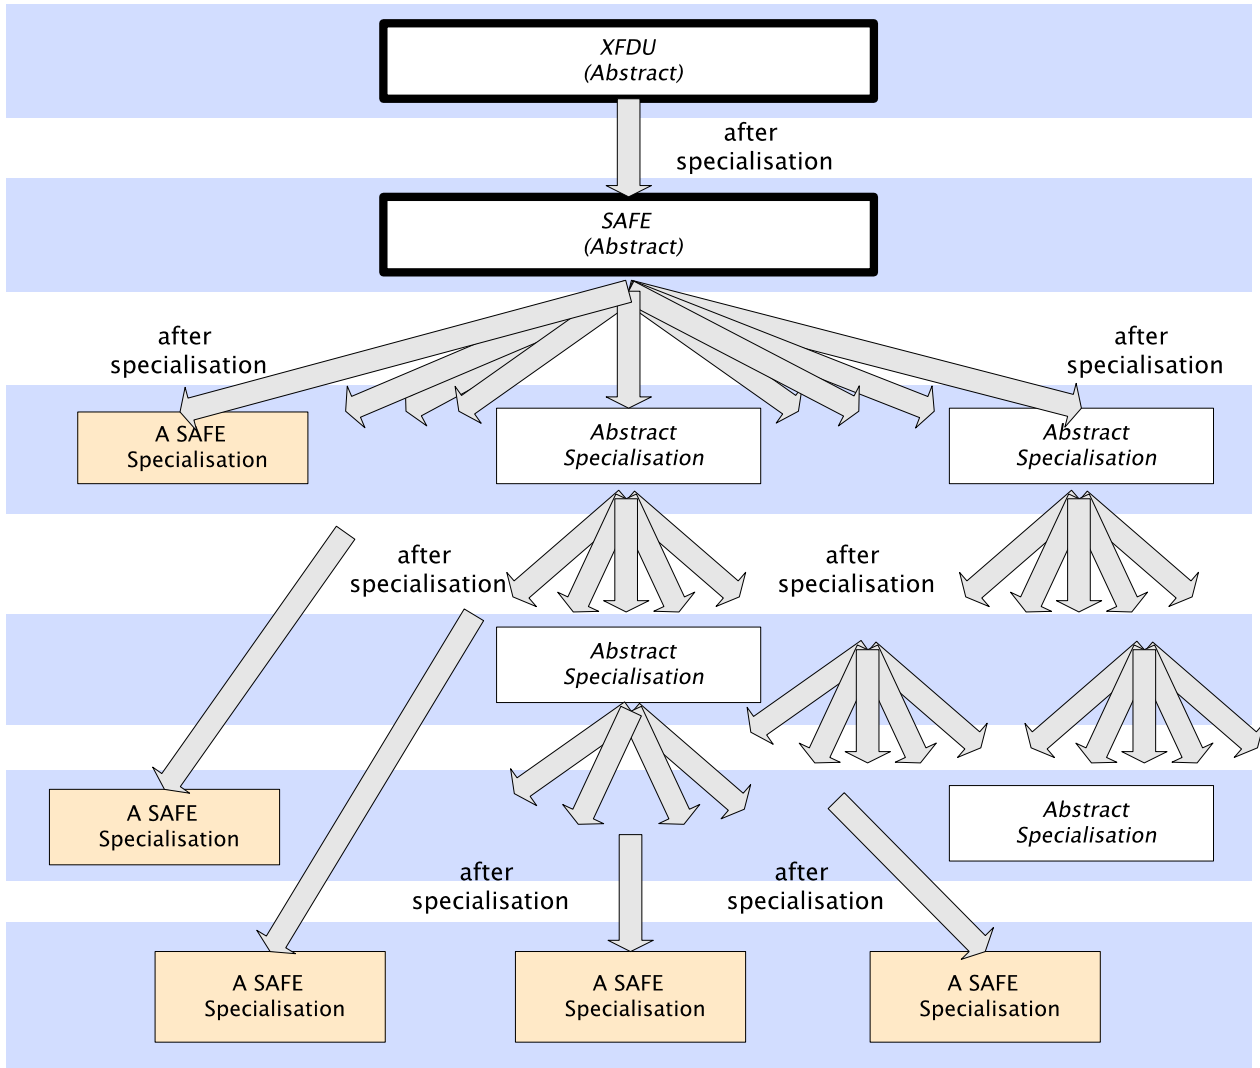 XFDU
(Abstract)
after
specialisation
SAFE
(Abstract)
after
specialisation
after
specialisation
A SAFE
Specialisation
Abstract
Specialisation
Abstract
Specialisation
after
specialisation
after
specialisation
Abstract
Specialisation
A SAFE
Specialisation
Abstract
Specialisation
after
specialisation
after
specialisation
A SAFE
Specialisation
A SAFE
Specialisation
A SAFE
Specialisation